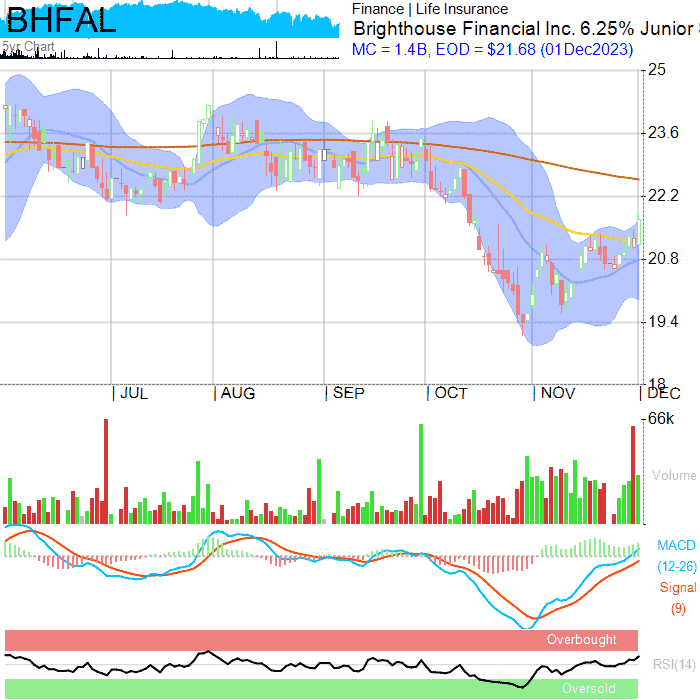 BHFAL
Finance | Life Insurance
Brighthouse Financial Inc. 6.25% Junior
5yr Chart
MC = 1.4B, EOD = $21.68 (01Dec2023)
25
23.6
22.2
20.8
19.4
18
| JUL | AUG | SEP | OCT | NOV | DEC
66k
Volume
MACD
(12-26)
Signal
(9)
Overbought
RSI(14)
Oversold